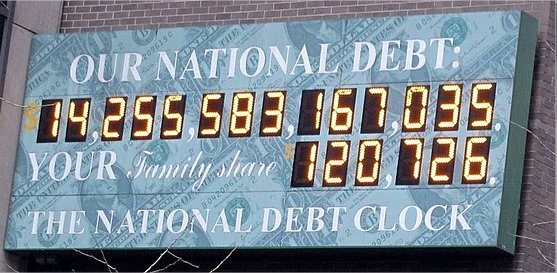 OUR NATIONAL DEBT:
$14,255,583,167,035.
YOUR Family share $120,726.
THE NATIONAL DEBT CLOCK